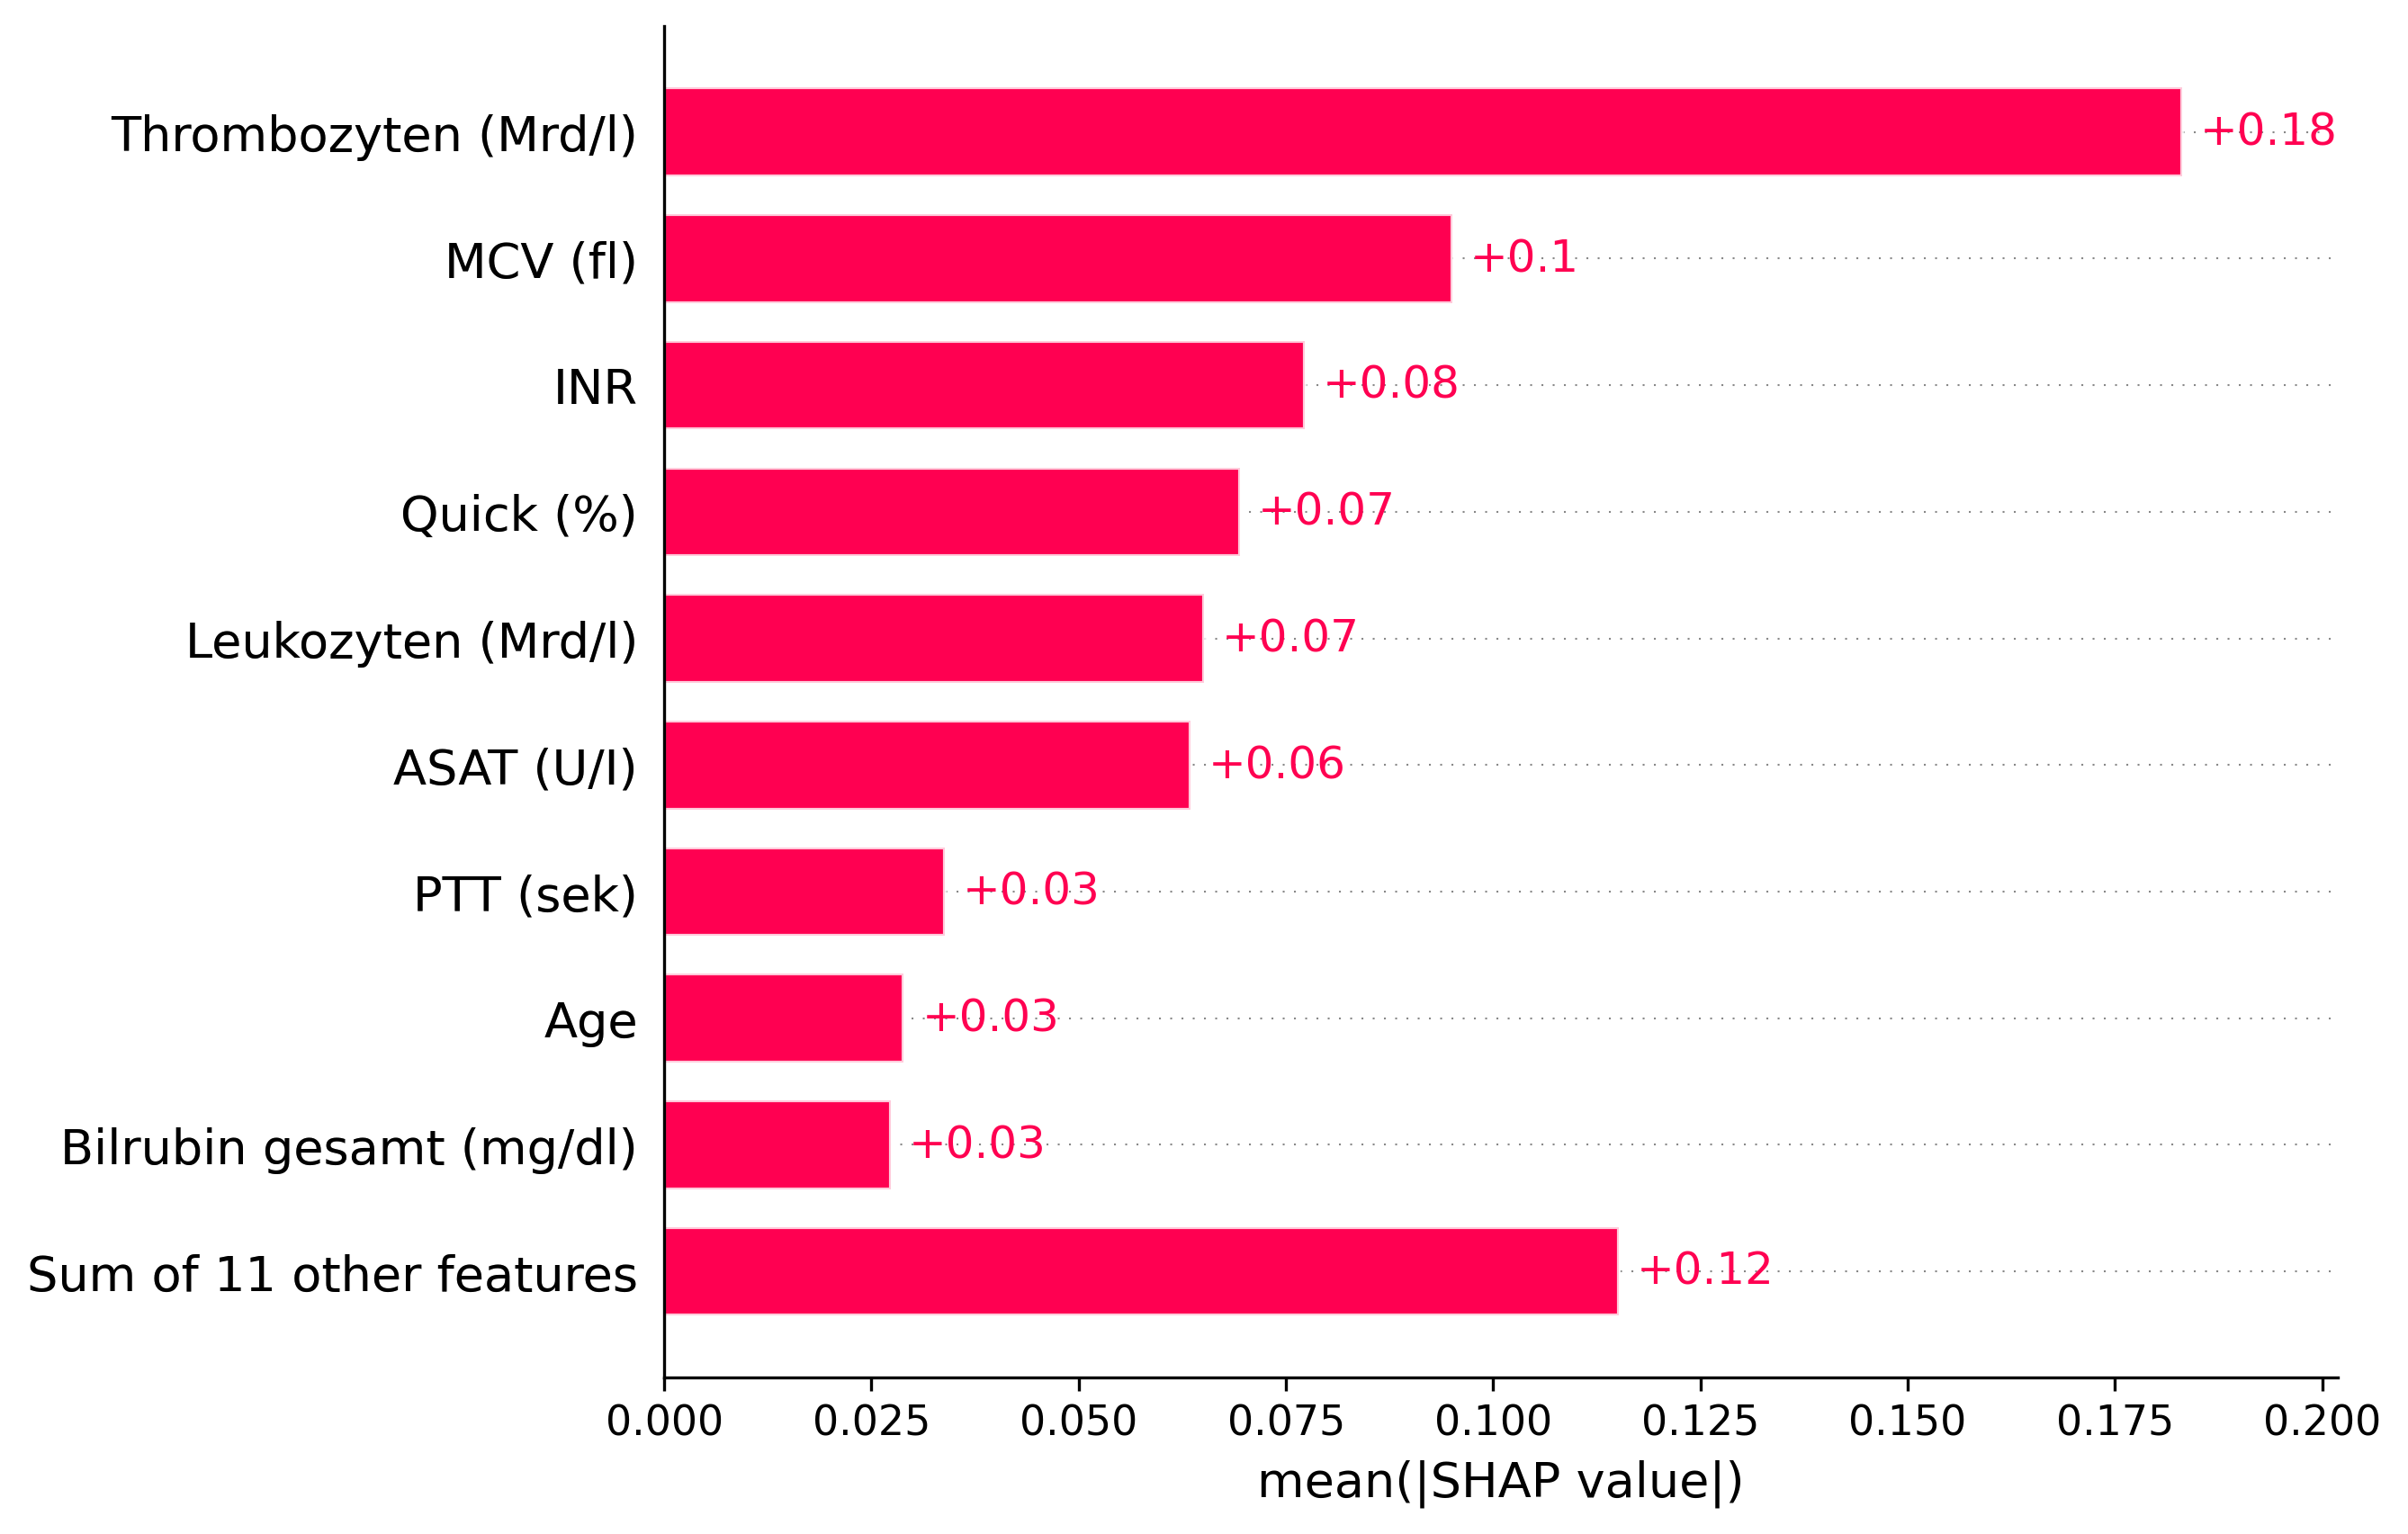 Thrombozyten (Mrd/l) +0.18
MCV (fl) +0.1
INR +0.08
Quick (%) +0.07
Leukozyten (Mrd/l) +0.07
ASAT (U/l) +0.06
PTT (sek) +0.03
Age +0.03
Bilrubin gesamt (mg/dl) +0.03
Sum of 11 other features +0.12
0.000 0.025 0.050 0.075 0.100 0.125 0.150 0.175 0.200
mean(|SHAP value|)